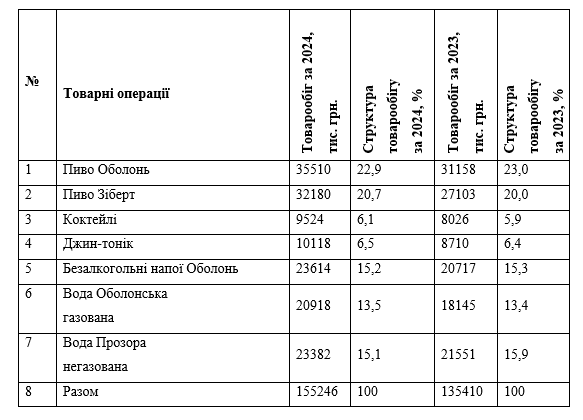 № Товарні операції Товарообіг за 2024, тис. грн. Структура товарообігу за 2024, % Товарообіг за 2023, тис. грн. Структура товарообігу за 2023, %
1 Пиво Оболонь 35510 22,9 31158 23,0
2 Пиво Зіберт 32180 20,7 27103 20,0
3 Коктейлі 9524 6,1 8026 5,9
4 Джин-тонік 10118 6,5 8710 6,4
5 Безалкогольні напої Оболонь 23614 15,2 20717 15,3
6 Вода Оболонська
газована 20918 13,5 18145 13,4
7 Вода Прозора
негазована 23382 15,1 21551 15,9
8 Разом 155246 100 135410 100